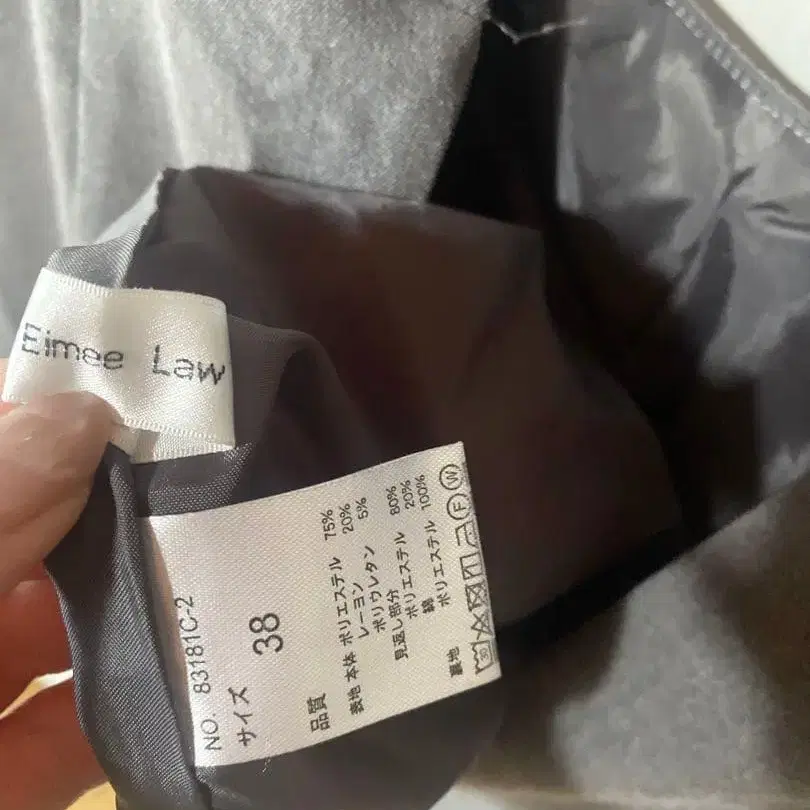 Eimee Law
NO. 83181C-2
サイズ
38
品質
表地 本体 ポリエステル 75%
レーヨン 20%
ポリウレタン 5%
見返し部分
ポリエステル 80%
綿 20%
裏地 ポリエステル 100%
30
F W